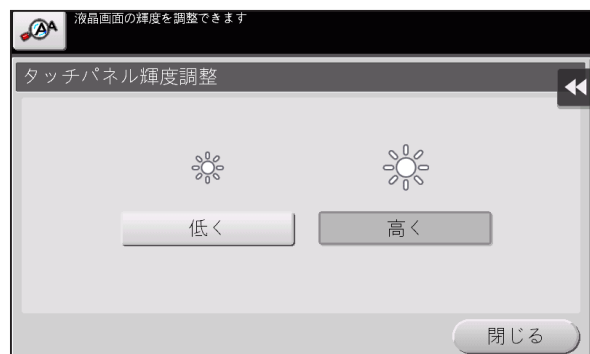 液晶画面の輝度を調整できます
タッチパネル輝度調整
低く
高く
閉じる